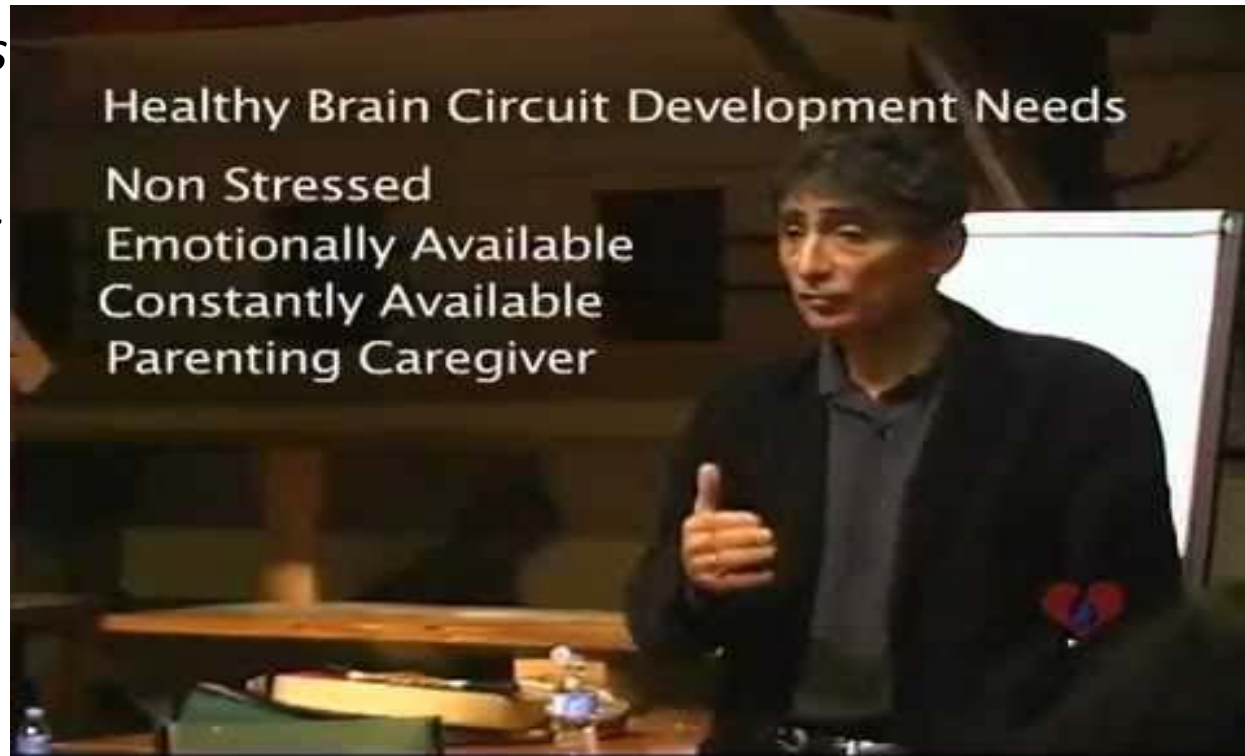 s
Healthy Brain Circuit Development Needs
Non Stressed
Emotionally Available
Constantly Available
Parenting Caregiver